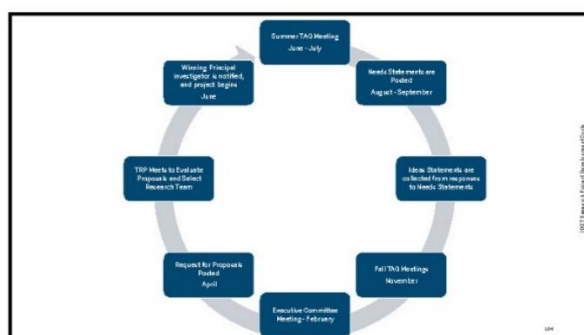 Summer TAG Meeting
June - July
Needs Statements are
Posted
August - September
Ideas Statements are
collected from responses
to Needs Statements
Fall TAG Meetings
November
Executive Committee
Meeting - February
Request for Proposals
Posted
April
TRP Meets to Evaluate
Proposals and Select
Research Team
Winning Principal
investigator is notified,
and project begins
June